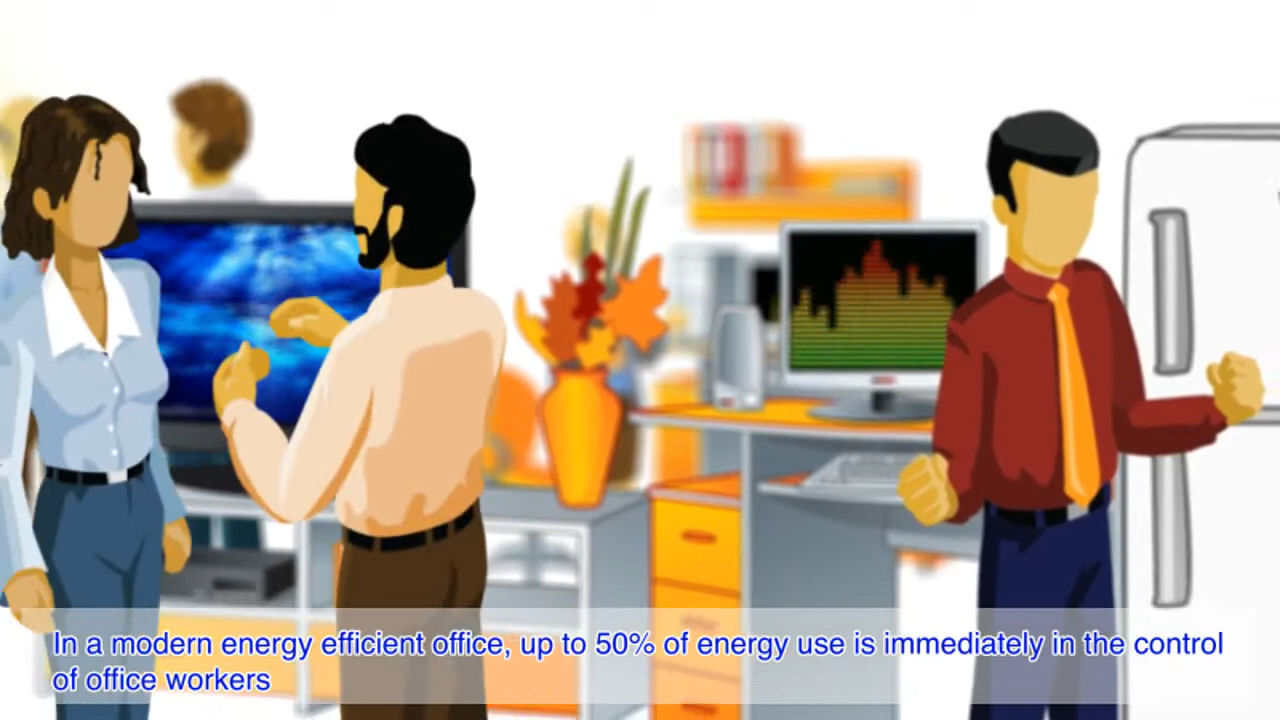 In a modern energy efficient office, up to 50% of energy use is immediately in the control
of office workers